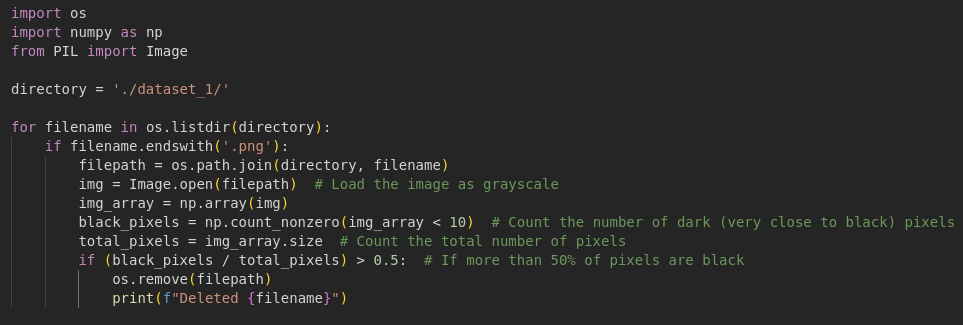 import os
import numpy as np
from PIL import Image

directory = './dataset_1/'

for filename in os.listdir(directory):
    if filename.endswith('.png'):
        filepath = os.path.join(directory, filename)
        img = Image.open(filepath)  # Load the image as grayscale
        img_array = np.array(img)
        black_pixels = np.count_nonzero(img_array < 10)  # Count the number of dark (very close to black) pixels
        total_pixels = img_array.size  # Count the total number of pixels
        if (black_pixels / total_pixels) > 0.5:  # If more than 50% of pixels are black
            os.remove(filepath)
            print(f"Deleted {filename}")